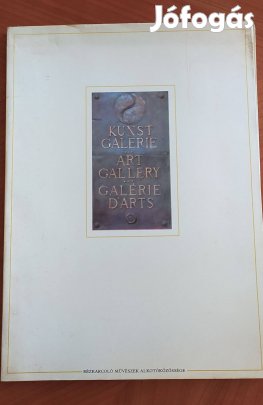 Jófogás
KUNST
GALERIE
ART
GALLERY
GALÉRIE
D'ARTS
RÉZKARCOLÓ MŰVÉSZEK ALKOTÓKÖZÖSSÉGE